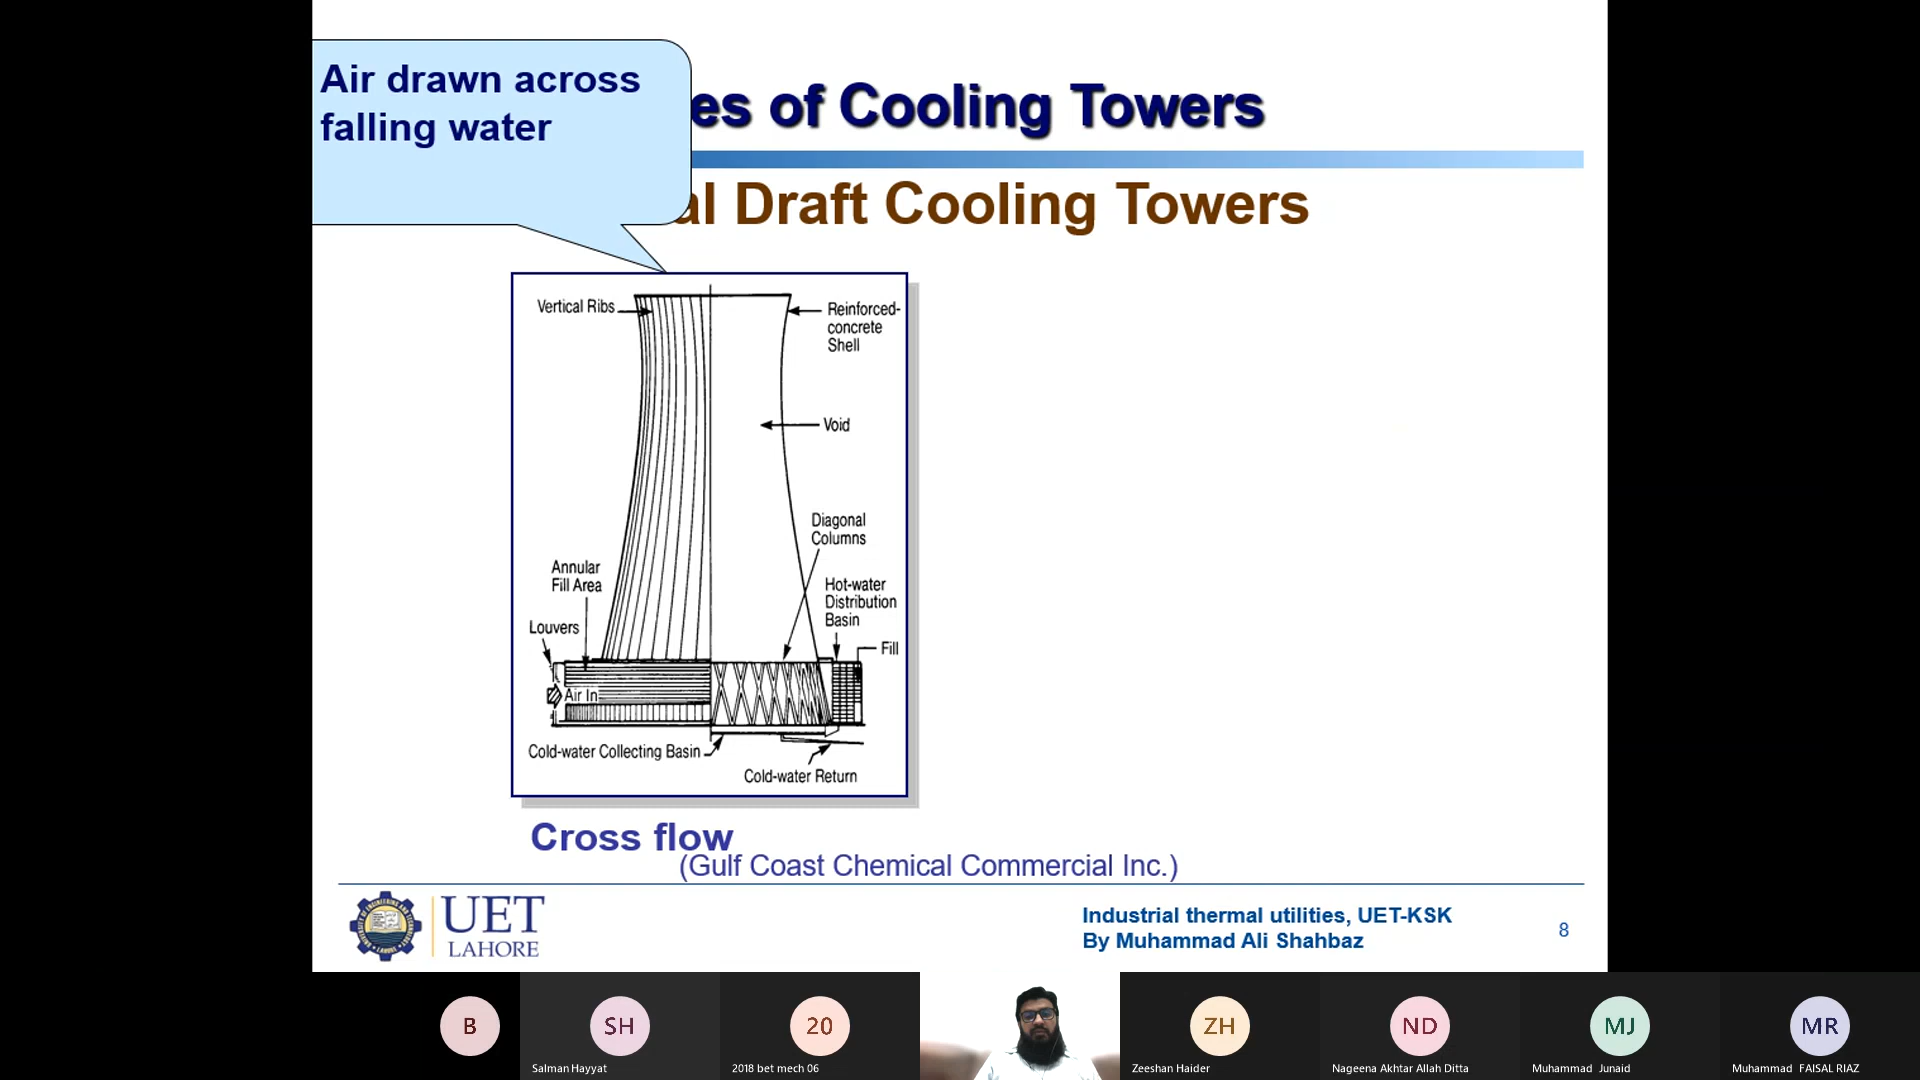 Air drawn across
falling water
es of Cooling Towers
al Draft Cooling Towers
Vertical Ribs
Reinforced-
concrete
Shell
Void
Diagonal
Columns
Annular
Fill Area
Hot-water
Distribution
Basin
Louvers
Fill
Air In
Cold-water Collecting Basin
Cold-water Return
Cross flow
(Gulf Coast Chemical Commercial Inc.)
UET
LAHORE
Industrial thermal utilities, UET-KSK
By Muhammad Ali Shahbaz
8
B
SH
20
ZH
ND
MJ
MR
Salman Hayyat
2018 bet mech 06
Zeeshan Haider
Nageena Akhtar Allah Ditta
Muhammad Junaid
Muhammad FAISAL RIAZ